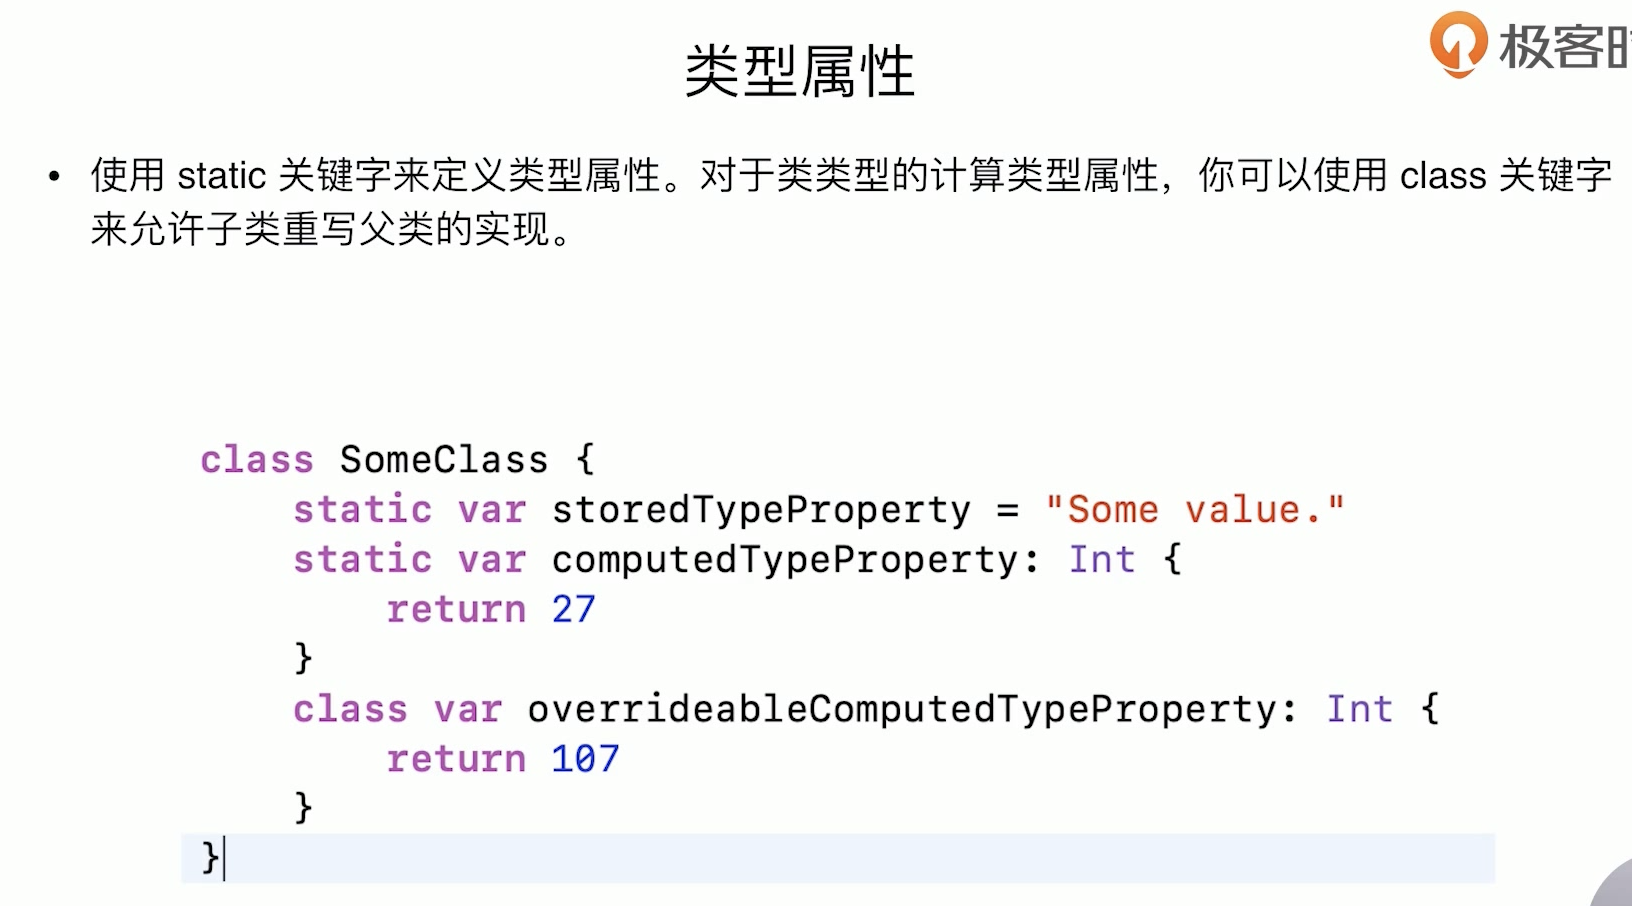 极客时
类型属性
• 使用 static 关键字来定义类型属性。对于类类型的计算类型属性，你可以使用 class 关键字
来允许子类重写父类的实现。
class SomeClass {
    static var storedTypeProperty = "Some value."
    static var computedTypeProperty: Int {
        return 27
    }
    class var overrideableComputedTypeProperty: Int {
        return 107
    }
}